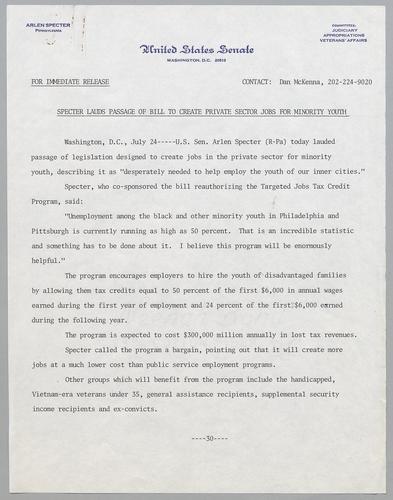 ARLEN SPECTER
PENNSYLVANIA
COMMITTEES:
JUDICIARY
APPROPRIATIONS
VETERANS' AFFAIRS
United States Senate
WASHINGTON, D.C. 20510
FOR IMMEDIATE RELEASE
CONTACT: Dan McKenna, 202-224-9020
SPECTER LAUDS PASSAGE OF BILL TO CREATE PRIVATE SECTOR JOBS FOR MINORITY YOUTH
Washington, D.C., July 24-----U.S. Sen. Arlen Specter (R-Pa) today lauded
passage of legislation designed to create jobs in the private sector for minority
youth, describing it as "desperately needed to help employ the youth of our inner cities."
Specter, who co-sponsored the bill reauthorizing the Targeted Jobs Tax Credit
Program, said:
"Unemployment among the black and other minority youth in Philadelphia and
Pittsburgh is currently running as high as 50 percent. That is an incredible statistic
and something has to be done about it. I believe this program will be enormously
helpful."
The program encourages employers to hire the youth of disadvantaged families
by allowing them tax credits equal to 50 percent of the first $6,000 in annual wages
earned during the first year of employment and 24 percent of the first $6,000 earned
during the following year.
The program is expected to cost $300,000 million annually in lost tax revenues.
Specter called the program a bargain, pointing out that it will create more
jobs at a much lower cost than public service employment programs.
Other groups which will benefit from the program include the handicapped,
Vietnam-era veterans under 35, general assistance recipients, supplemental security
income recipients and ex-convicts.
----30----